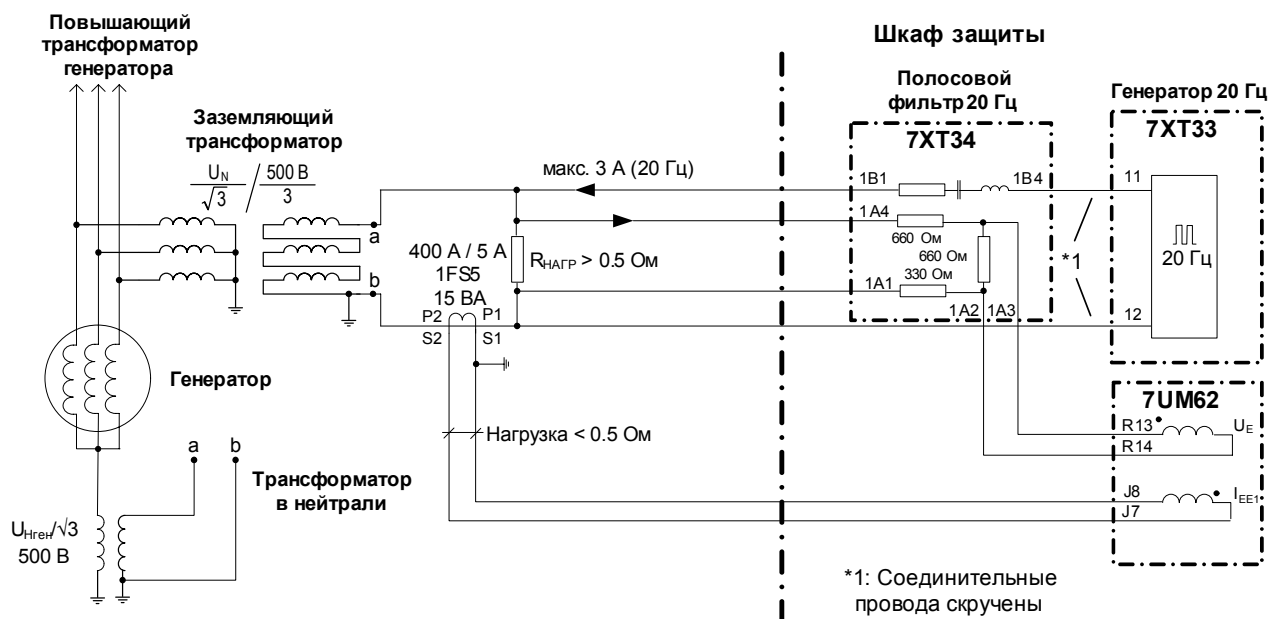 Повышающий
трансформатор
генератора
Шкаф защиты
Заземляющий
трансформатор
U_N/√3 / 500 В/3
Полосовой
фильтр 20 Гц
Генератор 20 Гц
7XT34
7XT33
макс. 3 А (20 Гц)
1B1
1B4
11
1A4
a
660 Ом
400 А / 5 А
1FS5
15 ВА
R_НАГР > 0.5 Ом
660 Ом
330 Ом
*1
20 Гц
b
1A1
1A2
1A3
P2
P1
12
S2
S1
Генератор
7UM62
Нагрузка < 0.5 Ом
R13
U_E
R14
a
b
Трансформатор
в нейтрали
J8
I_EE1
J7
U_Нген/√3
500 В
*1: Соединительные
провода скручены